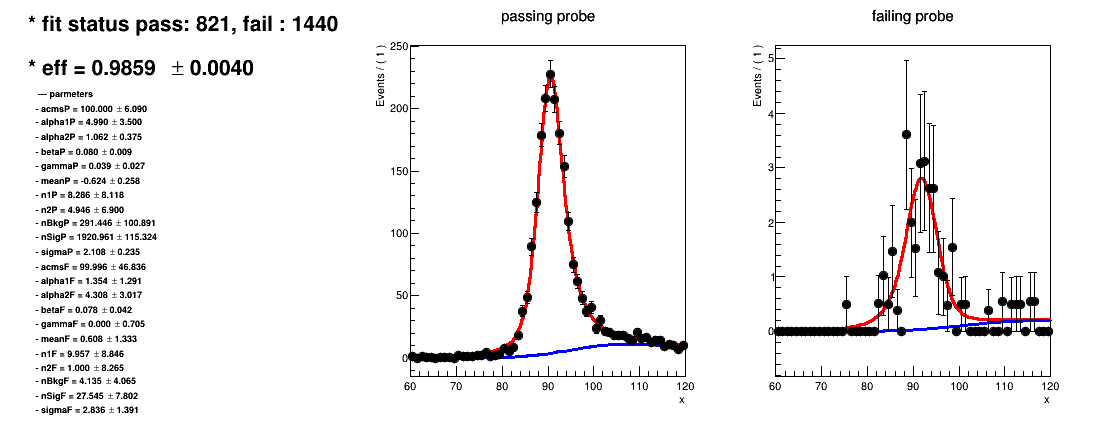 * fit status pass: 821, fail : 1440
* eff = 0.9859 ± 0.0040
--- parmeters
- acmsP = 100.000 ± 6.090
- alpha1P = 4.990 ± 3.500
- alpha2P = 1.062 ± 0.375
- betaP = 0.080 ± 0.009
- gammaP = 0.039 ± 0.027
- meanP = -0.624 ± 0.258
- n1P = 8.286 ± 8.118
- n2P = 4.946 ± 6.900
- nBkgP = 291.446 ± 100.891
- nSigP = 1920.961 ± 115.324
- sigmaP = 2.108 ± 0.235
- acmsF = 99.996 ± 46.836
- alpha1F = 1.354 ± 1.291
- alpha2F = 4.308 ± 3.017
- betaF = 0.078 ± 0.042
- gammaF = 0.000 ± 0.705
- meanF = 0.608 ± 1.333
- n1F = 9.957 ± 8.846
- n2F = 1.000 ± 8.265
- nBkgF = 4.135 ± 4.065
- nSigF = 27.545 ± 7.802
- sigmaF = 2.836 ± 1.391
passing probe
Events / ( 1 )
250
200
150
100
50
0
60 70 80 90 100 110 120
x
failing probe
Events / ( 1 )
5
4
3
2
1
0
60 70 80 90 100 110 120
x